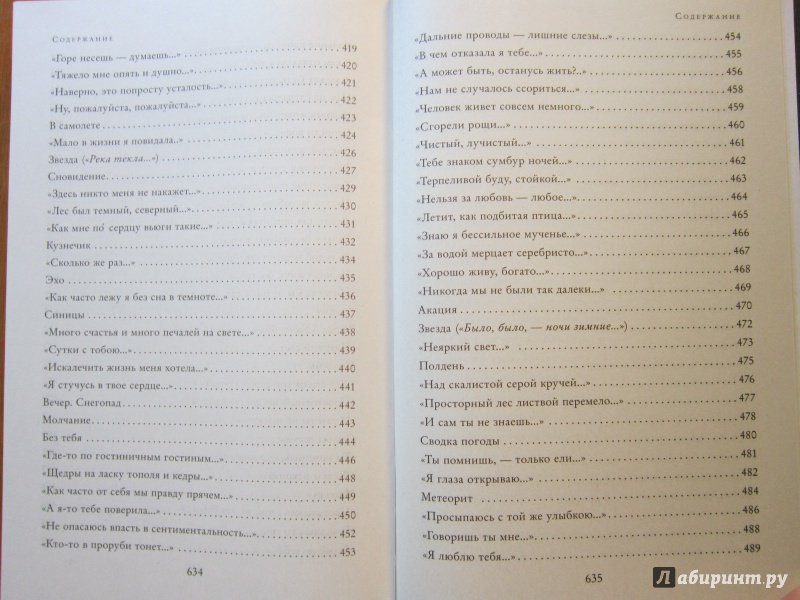 Содержание
«Горе несешь — думаешь...» 419
«Тяжело мне опять и душно...» 420
«Наверно, это попросту усталость...» 421
«Ну, пожалуйста, пожалуйста...» 422
В самолете 423
«Мало в жизни я повидала..» 424
Звезда («Река текла...») 426
Сновидение 427
«Здесь никто меня не накажет...» 429
«Лес был темный, северный...» 430
«Как мне по́ сердцу вьюги такие...» 431
Кузнечик 432
«Сколько же раз...» 434
Эхо 435
«Как часто лежу я без сна в темноте...» 436
Синицы 437
«Много счастья и много печалей на свете...» 438
«Сутки с тобою...» 439
«Искалечить жизнь меня хотела...» 440
«Я стучусь в твое сердце...» 441
Вечер. Снегопад 442
Молчание 443
Без тебя 444
«Где-то по гостиничным гостиным...» 446
«Щедры на ласку тополя и кедры...» 448
«Как часто от себя мы правду прячем...» 449
«А я-то тебе поверила...» 450
«Не опасаюсь впасть в сентиментальность...» 452
«Кто-то в проруби тонет...» 453
634
Содержание
«Дальние проводы — лишние слезы...» 454
«В чем отказала я тебе...» 455
«А может быть, останусь жить?..» 456
«Нам не случалось ссориться...» 458
«Человек живет совсем немного...» 459
«Сгорели рощи...» 460
«Чистый, лучистый...» 461
«Тебе знаком сумбур ночей...» 462
«Терпеливой буду, стойкой...» 463
«Нельзя за любовь — любое...» 464
«Летит, как подбитая птица...» 465
«Знаю я бессильное мученье...» 466
«За водой мерцает серебристо...» 467
«Хорошо живу, богато...» 468
«Никогда мы не были так далеки...» 469
Акация 470
Звезда («Было, было, — ночи зимние...») 472
«Неяркий свет...» 473
Полдень 475
«Над скалистой серой кручей...» 476
«Просторный лес листвой перемело...» 477
«И сам ты не знаешь...» 478
Сводка погоды 480
«Ты помнишь, — только ели...» 481
«Я глаза открываю...» 482
Метеорит 484
«Просыпаюсь с той же улыбкою...» 486
«Говоришь ты мне...» 488
«Я люблю тебя...» 489
635
Лабиринт.ру